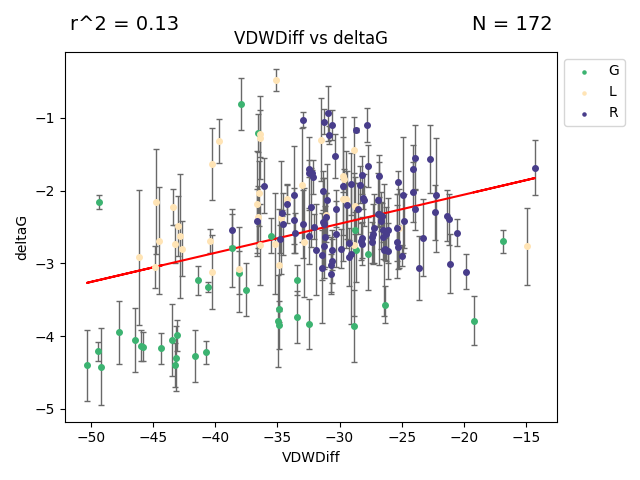 r^2 = 0.13
N = 172
VDWDiff vs deltaG
G
L
R
−1
−2
−3
−4
−5
deltaG
−50
−45
−40
−35
−30
−25
−20
−15
VDWDiff